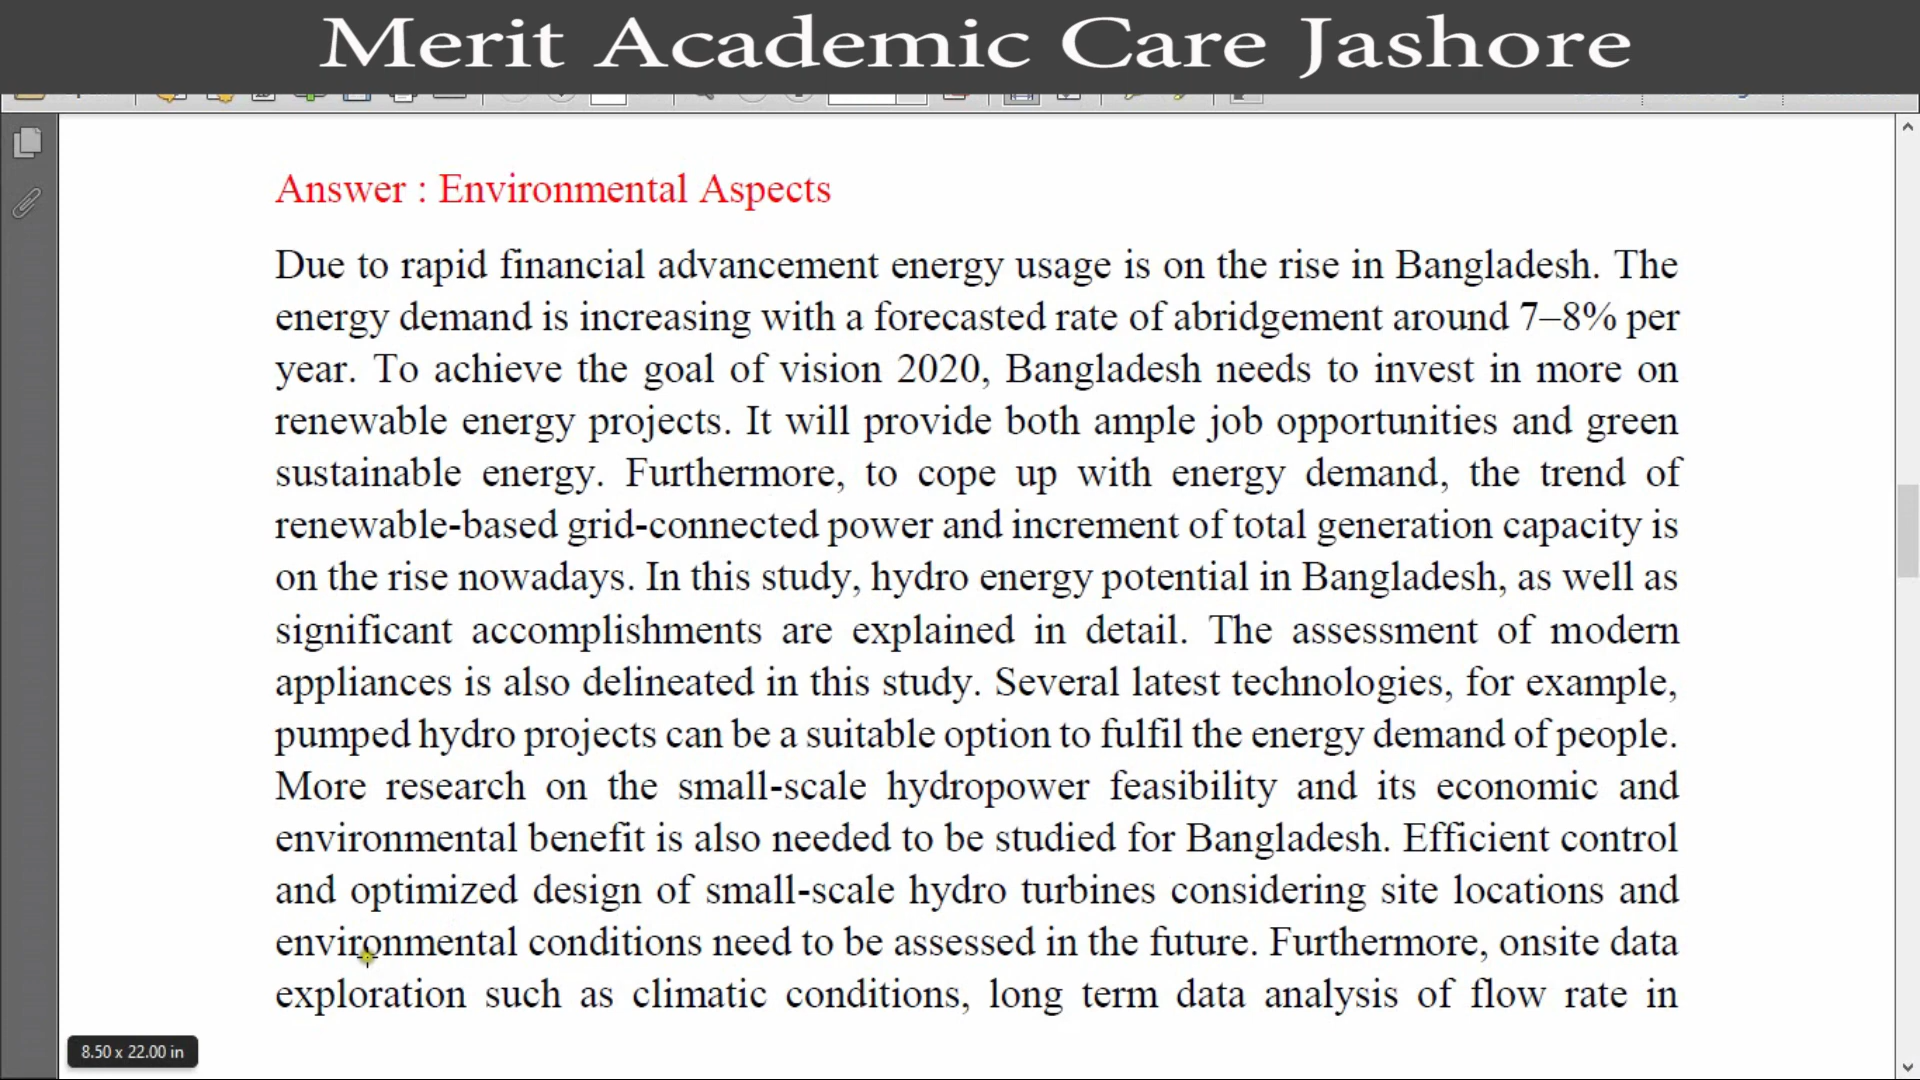 Merit Academic Care Jashore
Answer : Environmental Aspects
Due to rapid financial advancement energy usage is on the rise in Bangladesh. The
energy demand is increasing with a forecasted rate of abridgement around 7–8% per
year. To achieve the goal of vision 2020, Bangladesh needs to invest in more on
renewable energy projects. It will provide both ample job opportunities and green
sustainable energy. Furthermore, to cope up with energy demand, the trend of
renewable-based grid-connected power and increment of total generation capacity is
on the rise nowadays. In this study, hydro energy potential in Bangladesh, as well as
significant accomplishments are explained in detail. The assessment of modern
appliances is also delineated in this study. Several latest technologies, for example,
pumped hydro projects can be a suitable option to fulfil the energy demand of people.
More research on the small-scale hydropower feasibility and its economic and
environmental benefit is also needed to be studied for Bangladesh. Efficient control
and optimized design of small-scale hydro turbines considering site locations and
environmental conditions need to be assessed in the future. Furthermore, onsite data
exploration such as climatic conditions, long term data analysis of flow rate in
8.50 x 22.00 in